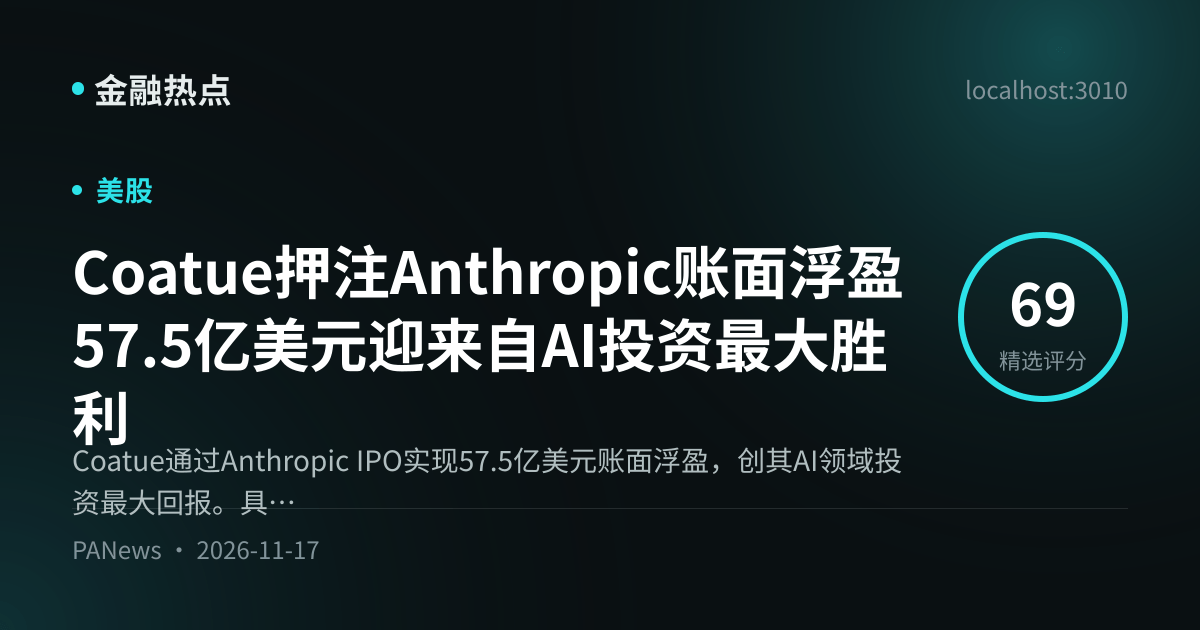 金融热点
localhost:3010
美股
Coatue押注Anthropic账面浮盈
57.5亿美元迎来自AI投资最大胜
利
69
精选评分
Coatue通过Anthropic IPO实现57.5亿美元账面浮盈，创其AI领域投
资最大回报。具…
PANews • 2026-11-17